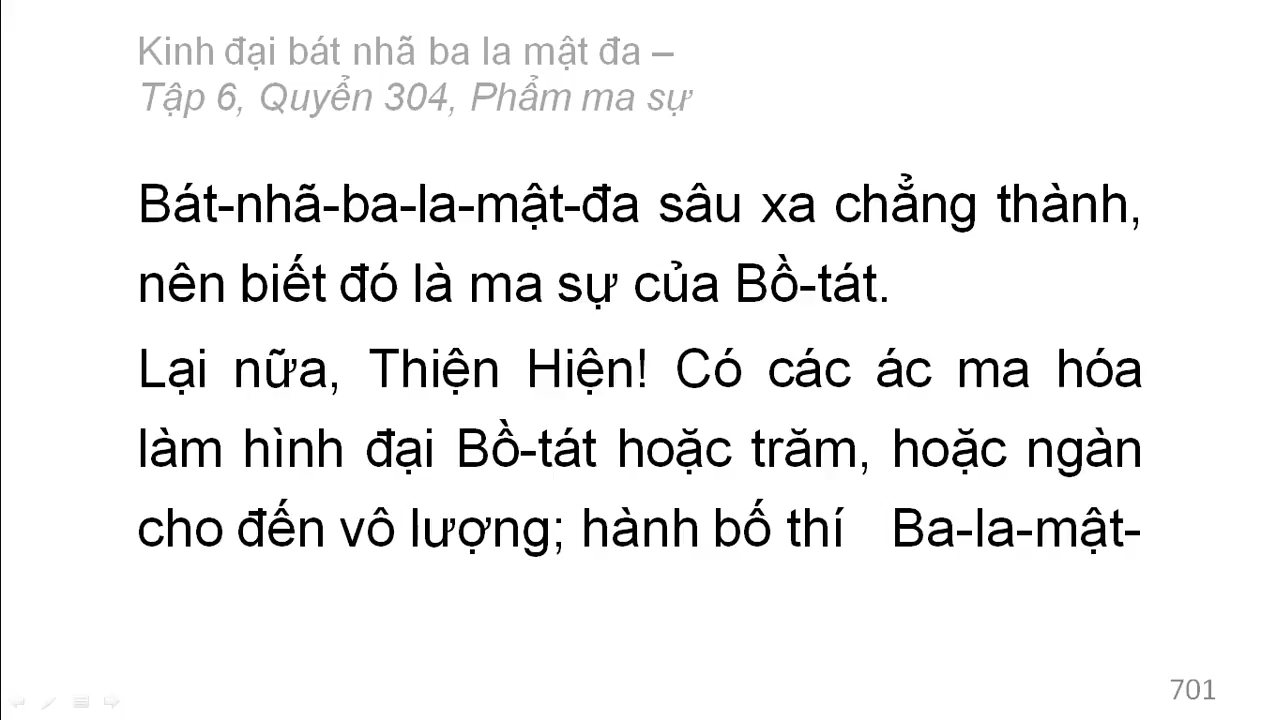 Kinh đại bát nhã ba la mật đa –
Tập 6, Quyển 304, Phẩm ma sự
Bát-nhã-ba-la-mật-đa sâu xa chẳng thành,
nên biết đó là ma sự của Bồ-tát.
Lại nữa, Thiện Hiện! Có các ác ma hóa
làm hình đại Bồ-tát hoặc trăm, hoặc ngàn
cho đến vô lượng; hành bố thí Ba-la-mật-
701